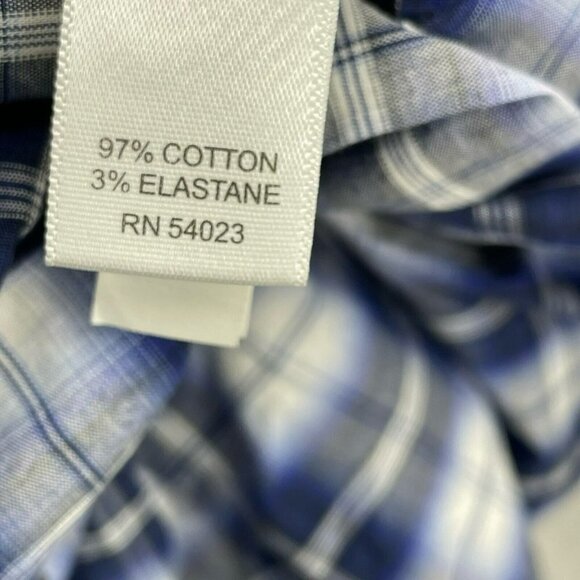 97% COTTON
3% ELASTANE
RN 54023